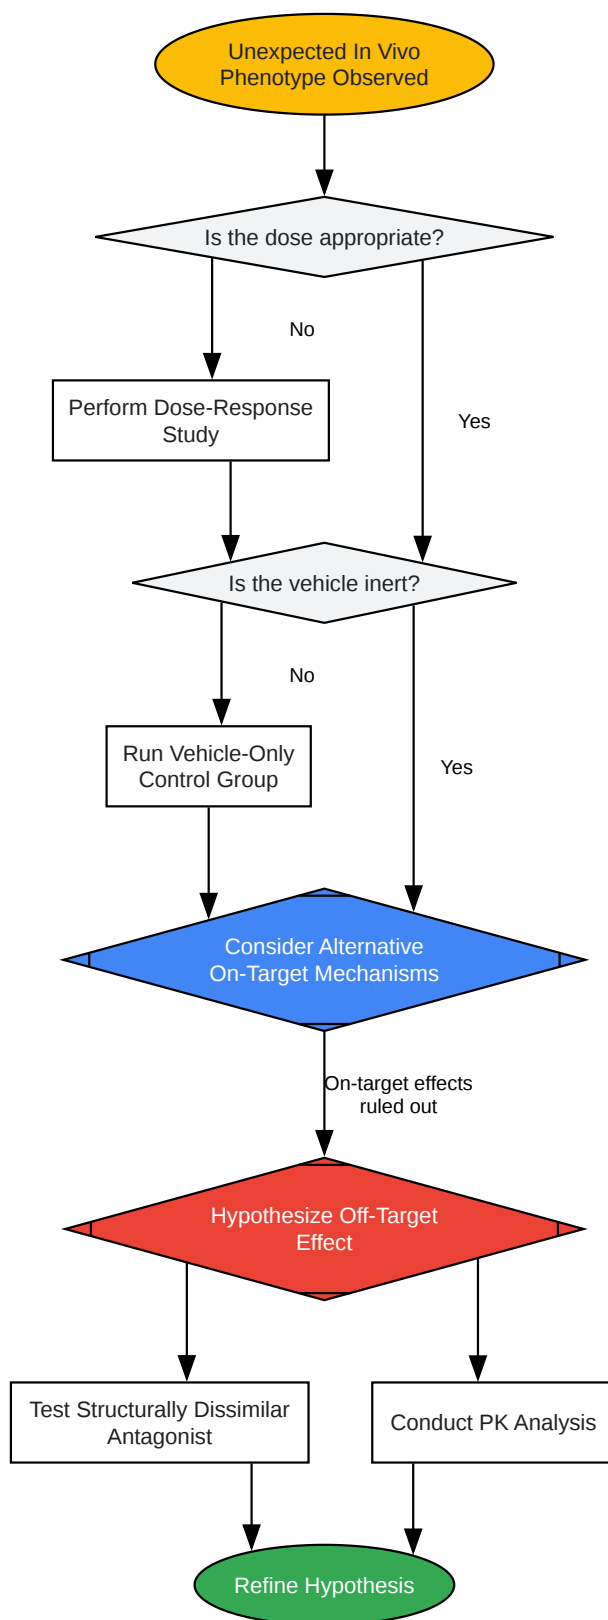 Unexpected In Vivo
Phenotype Observed
Is the dose appropriate?
No
Perform Dose-Response
Study
Yes
Is the vehicle inert?
No
Run Vehicle-Only
Control Group
Yes
Consider Alternative
On-Target Mechanisms
On-target effects
ruled out
Hypothesize Off-Target
Effect
Test Structurally Dissimilar
Antagonist
Conduct PK Analysis
Refine Hypothesis